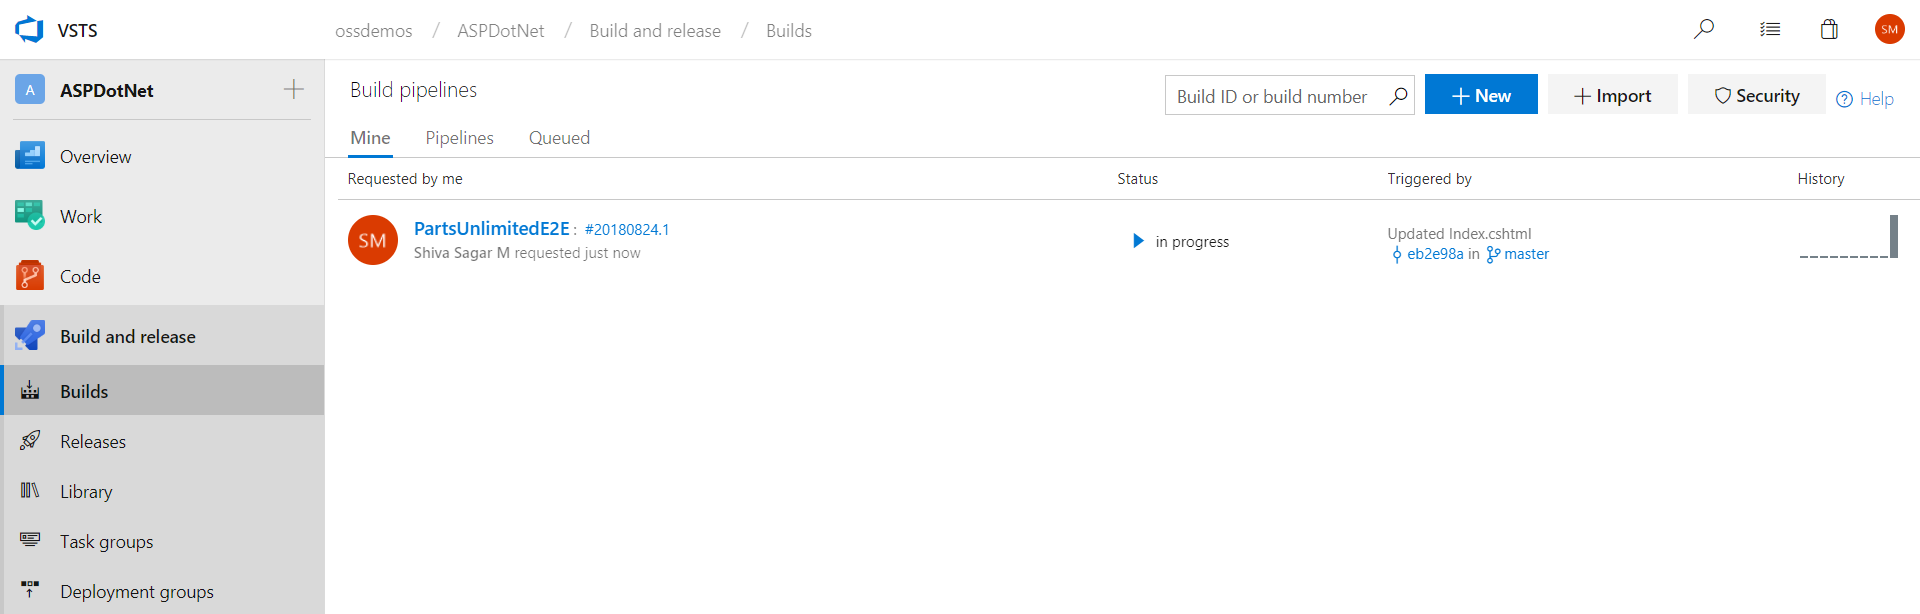 VSTS
ossdemos / ASPDotNet / Build and release / Builds
SM
A ASPDotNet
Overview
Work
Code
Build and release
Builds
Releases
Library
Task groups
Deployment groups
Build pipelines
Build ID or build number
New
Import
Security
Help
Mine Pipelines Queued
Requested by me Status Triggered by History
SM
PartsUnlimitedE2E : #20180824.1
Shiva Sagar M requested just now
in progress
Updated Index.cshtml
eb2e98a in master